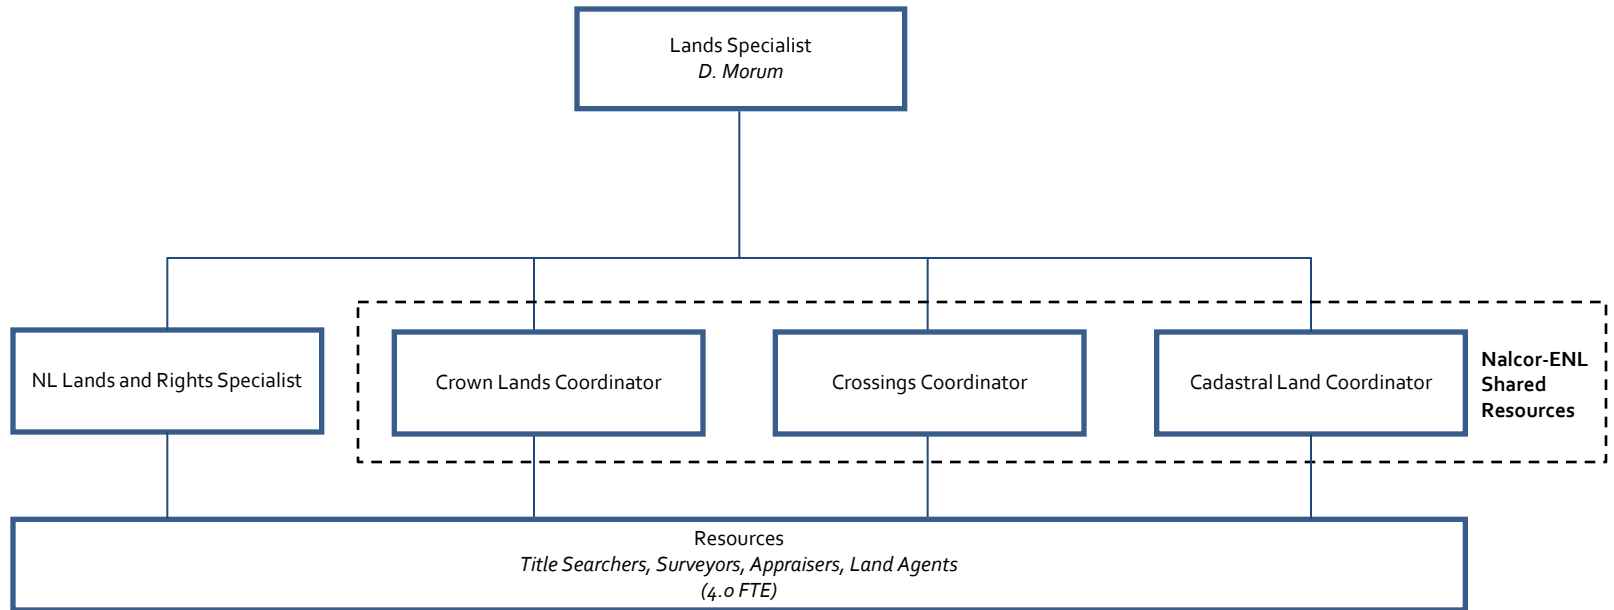 Lands Specialist
D. Morum
NL Lands and Rights Specialist
Crown Lands Coordinator
Crossings Coordinator
Cadastral Land Coordinator
Nalcor-ENL
Shared
Resources
Resources
Title Searchers, Surveyors, Appraisers, Land Agents
(4.0 FTE)